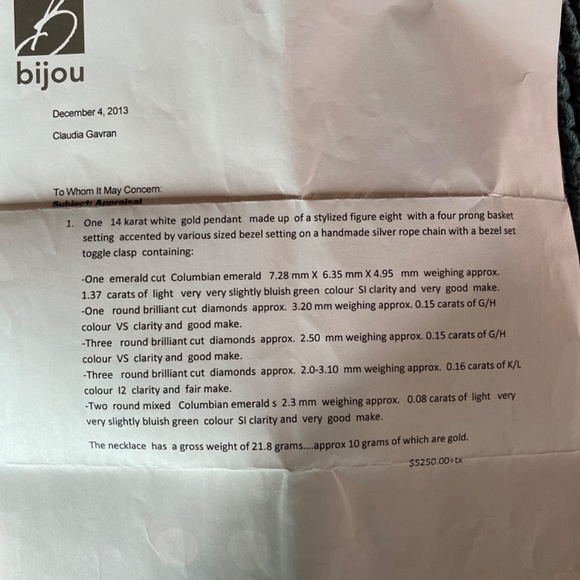 bijou
December 4, 2013
Claudia Gavran
To Whom It May Concern:
Subject: Appraisal
1. One 14 karat white gold pendant made up of a stylized figure eight with a four prong basket
setting accented by various sized bezel setting on a handmade silver rope chain with a bezel set
toggle clasp containing:
-One emerald cut Columbian emerald 7.28 mm X 6.35 mm X 4.95 mm weighing approx.
1.37 carats of light very very slightly bluish green colour SI clarity and very good make.
-One round brilliant cut diamonds approx. 3.20 mm weighing approx. 0.15 carats of G/H
colour VS clarity and good make.
-Three round brilliant cut diamonds approx. 2.50 mm weighing approx. 0.15 carats of G/H
colour VS clarity and good make.
-Three round brilliant cut diamonds approx. 2.0-3.10 mm weighing approx. 0.16 carats of K/L
colour I2 clarity and fair make.
-Two round mixed Columbian emerald s 2.3 mm weighing approx. 0.08 carats of light very
very slightly bluish green colour SI clarity and very good make.
The necklace has a gross weight of 21.8 grams....approx 10 grams of which are gold.
$5250.00+tx